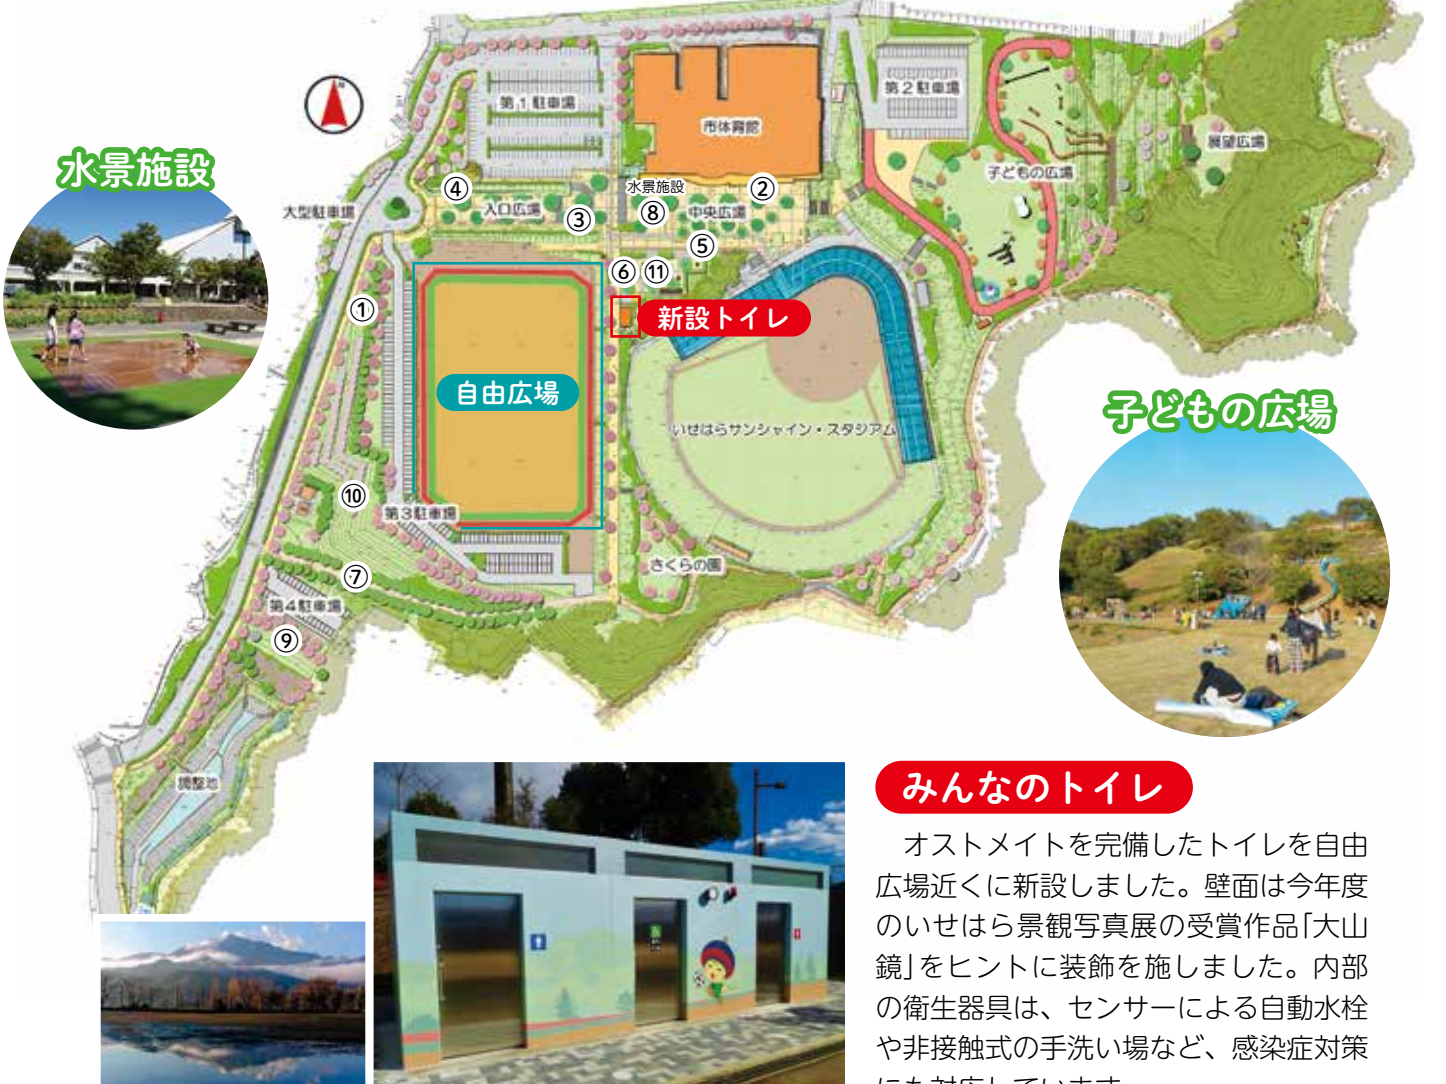 水景施設
第1駐車場
市体育館
第2駐車場
展望広場
子どもの広場
大型駐車場
④
入口広場
③
水景施設
⑧
②
中央広場
⑤
⑥
⑪
①
新設トイレ
自由広場
いせはらサンシャイン・スタジアム
子どもの広場
⑩
第3駐車場
さくらの園
⑦
第4駐車場
⑨
調整池
みんなのトイレ
オストメイトを完備したトイレを自由
広場近くに新設しました。壁面は今年度
のいせはら景観写真展の受賞作品「大山
鏡」をヒントに装飾を施しました。内部
の衛生器具は、センサーによる自動水栓
や非接触式の手洗い場など、感染症対策
にも対応しています